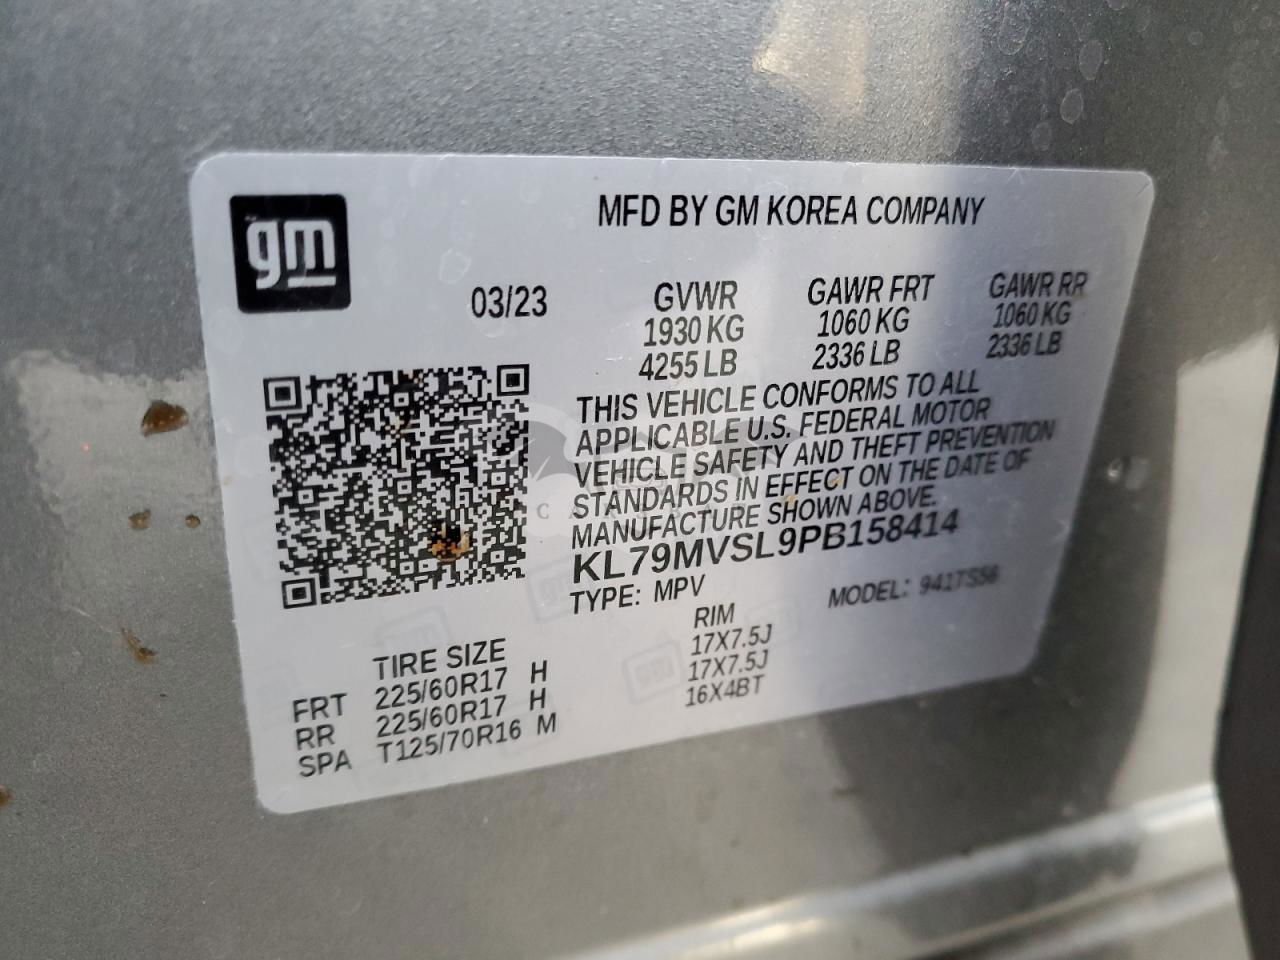 gm
MFD BY GM KOREA COMPANY
03/23
GVWR GAWR FRT GAWR RR
1930 KG 1060 KG 1060 KG
4255 LB 2336 LB 2336 LB
THIS VEHICLE CONFORMS TO ALL
APPLICABLE U.S. FEDERAL MOTOR
VEHICLE SAFETY AND THEFT PREVENTION
STANDARDS IN EFFECT ON THE DATE OF
MANUFACTURE SHOWN ABOVE.
KL79MVSL9PB158414
TYPE: MPV MODEL: 941TS56
TIRE SIZE RIM
FRT 225/60R17 H 17X7.5J
RR 225/60R17 H 17X7.5J
SPA T125/70R16 M 16X4BT
gm